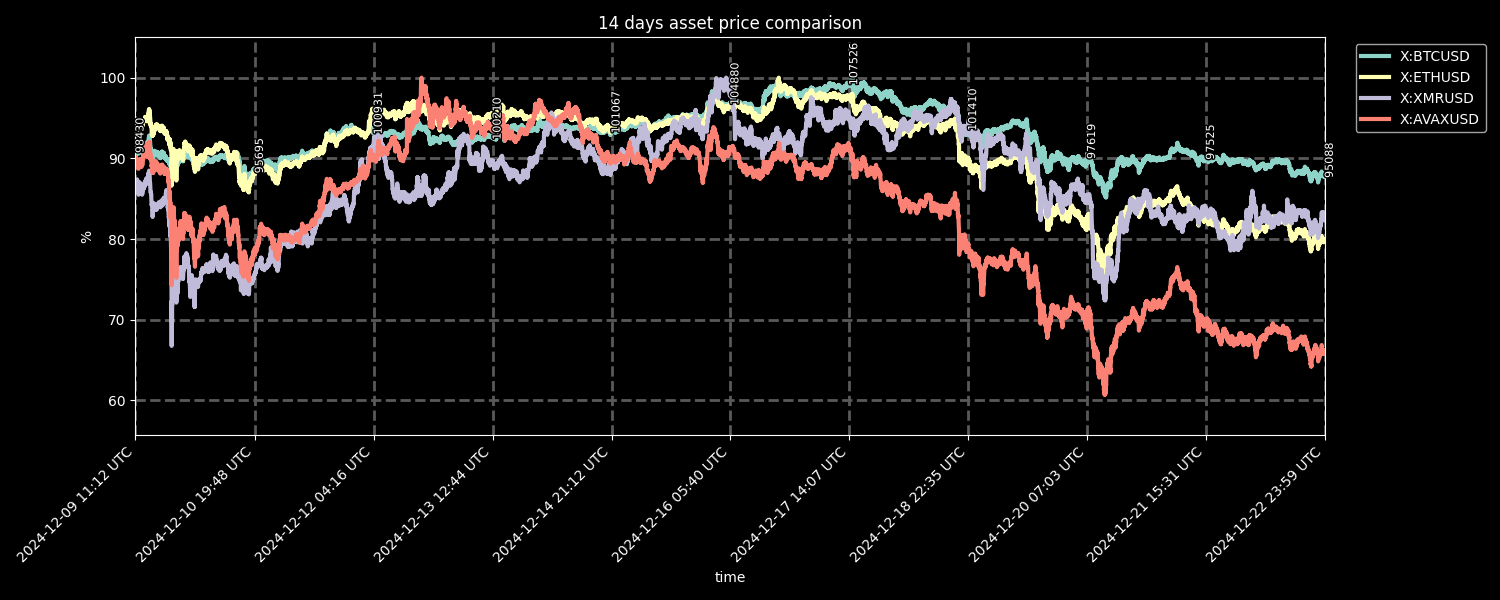 14 days asset price comparison
X:BTCUSD
X:ETHUSD
X:XMRUSD
X:AVAXUSD
100
90
80
70
60
%
98430
95695
100931
100210
101067
104880
107526
101410
97619
97525
95088
2024-12-09 11:12 UTC
2024-12-10 19:48 UTC
2024-12-12 04:16 UTC
2024-12-13 12:44 UTC
2024-12-14 21:12 UTC
2024-12-16 05:40 UTC
2024-12-17 14:07 UTC
2024-12-18 22:35 UTC
2024-12-20 07:03 UTC
2024-12-21 15:31 UTC
2024-12-22 23:59 UTC
time